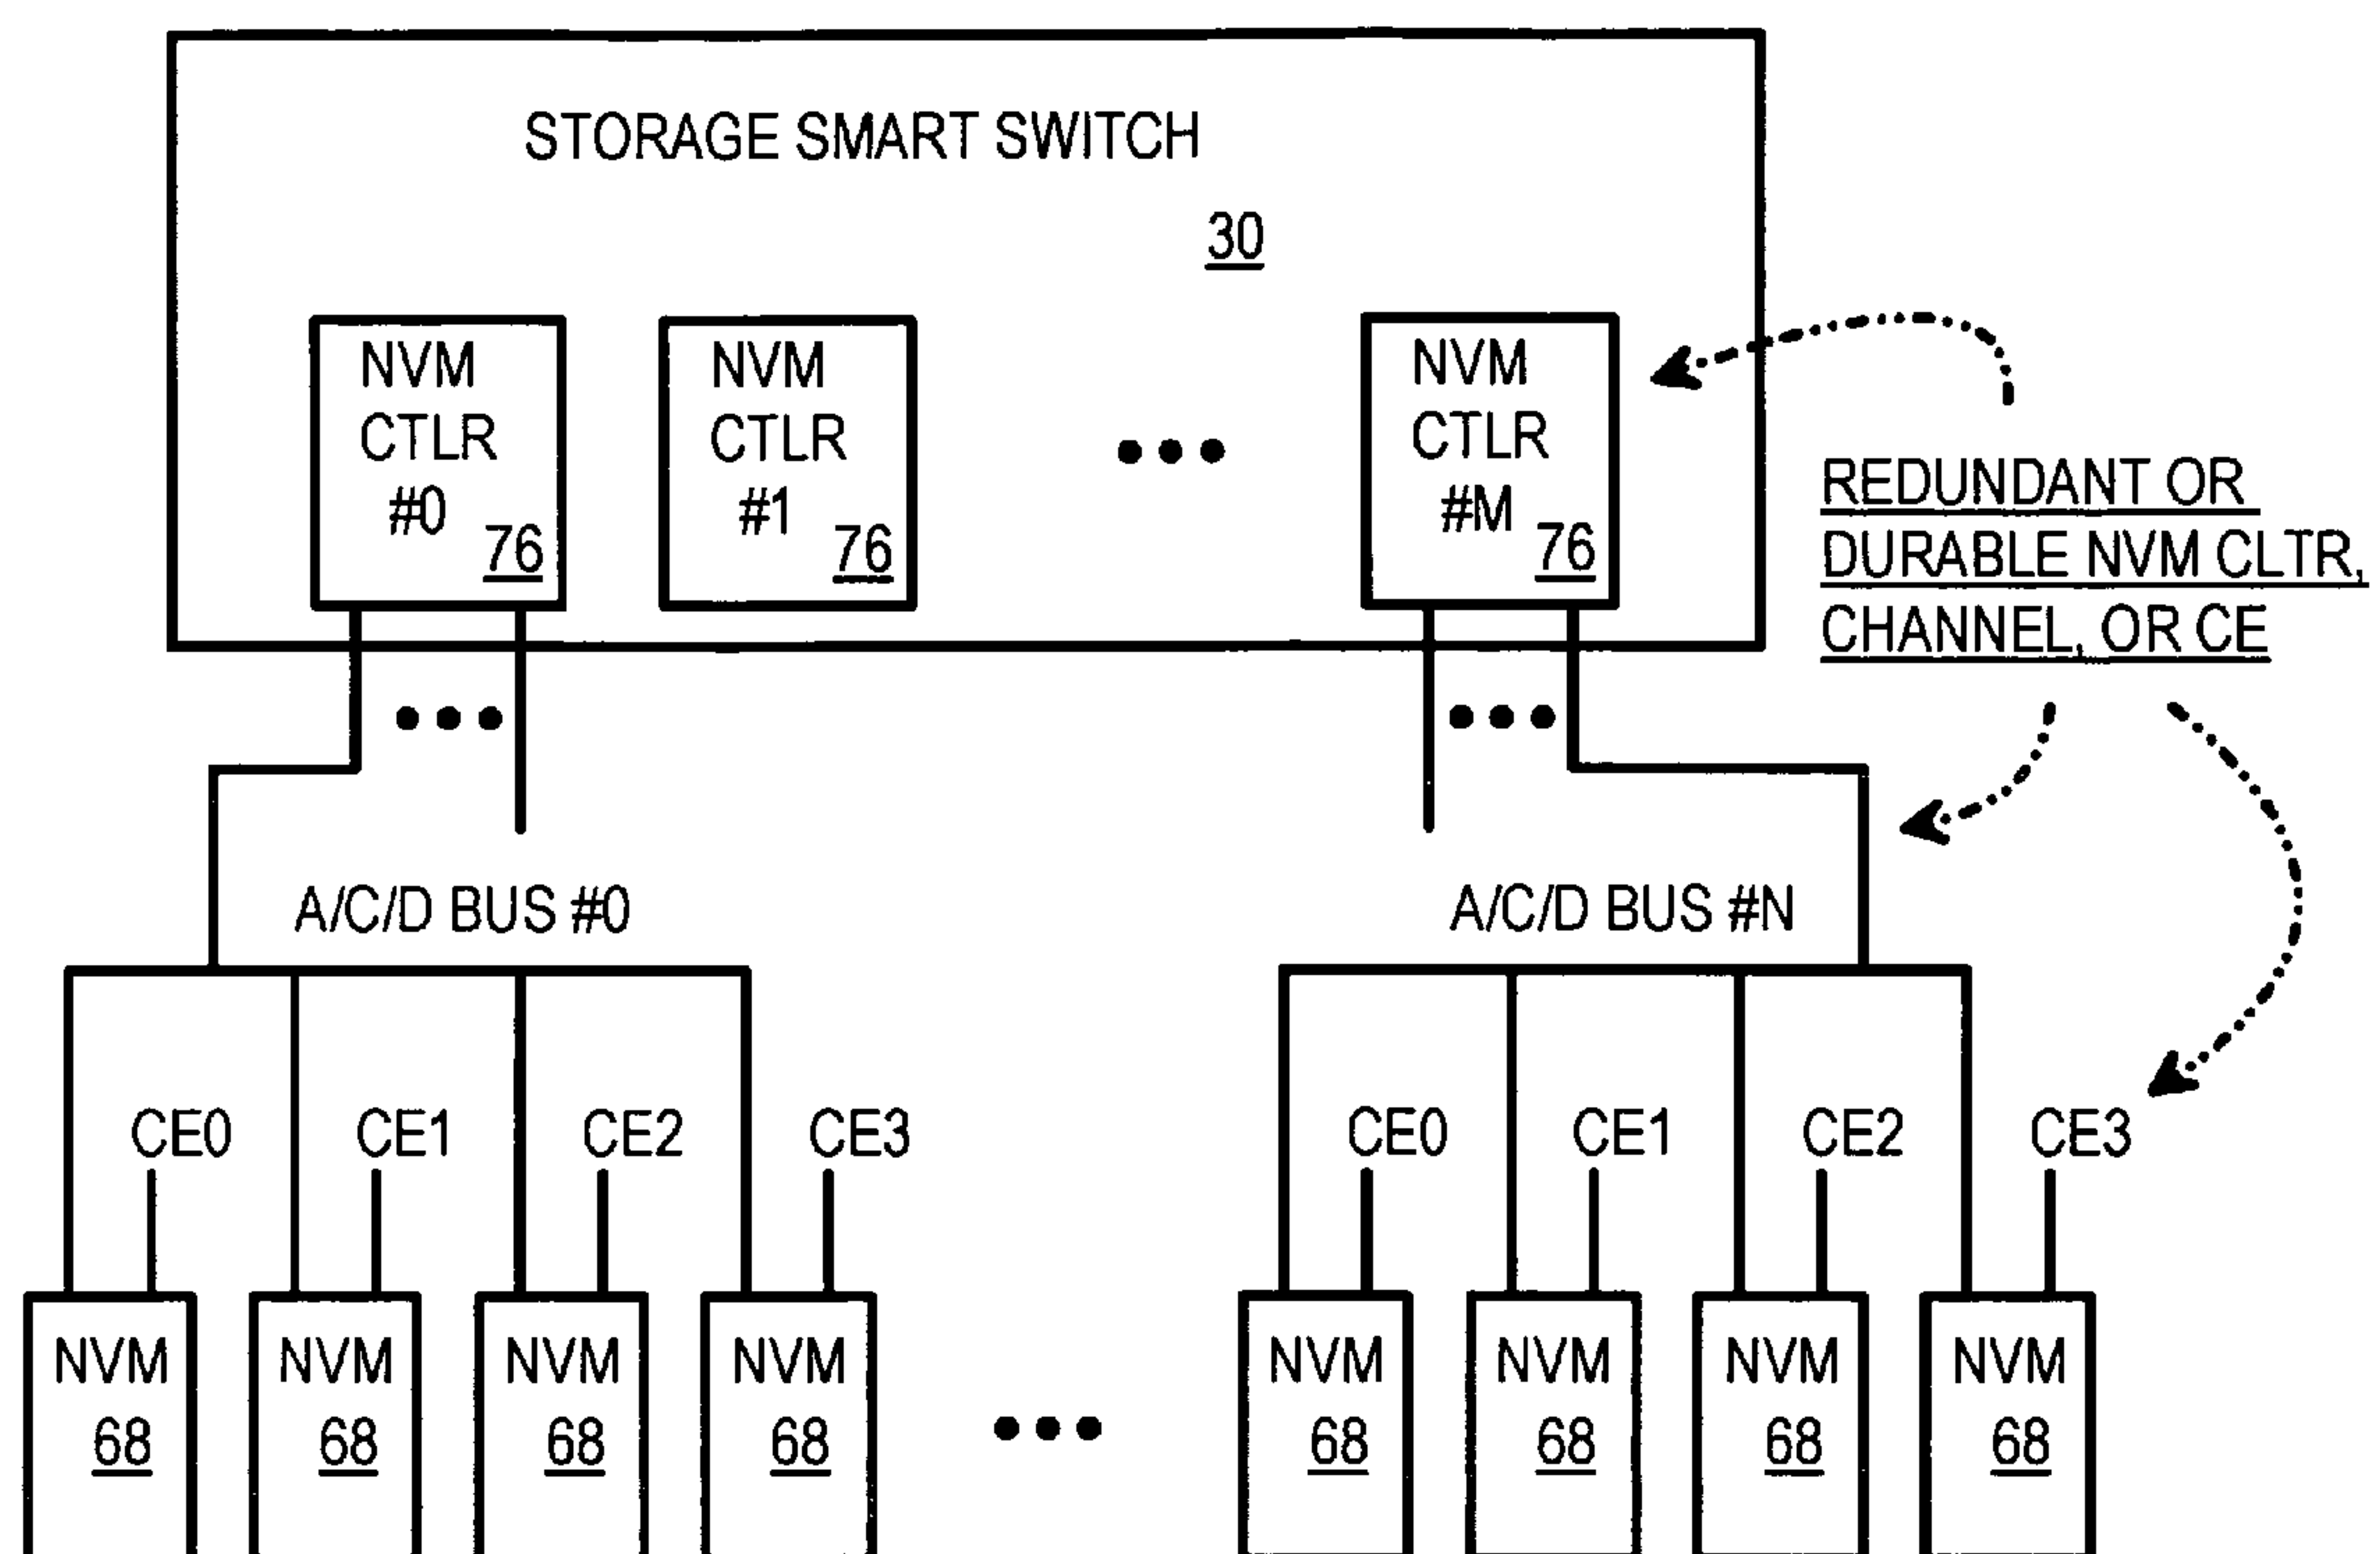 STORAGE SMART SWITCH
30
NVM
CTLR
#0
76
NVM
CTLR
#1
76
NVM
CTLR
#M
76
REDUNDANT OR
DURABLE NVM CLTR,
CHANNEL, OR CE
A/C/D BUS #0
A/C/D BUS #N
CE0
CE1
CE2
CE3
CE0
CE1
CE2
CE3
NVM
68
NVM
68
NVM
68
NVM
68
NVM
68
NVM
68
NVM
68
NVM
68